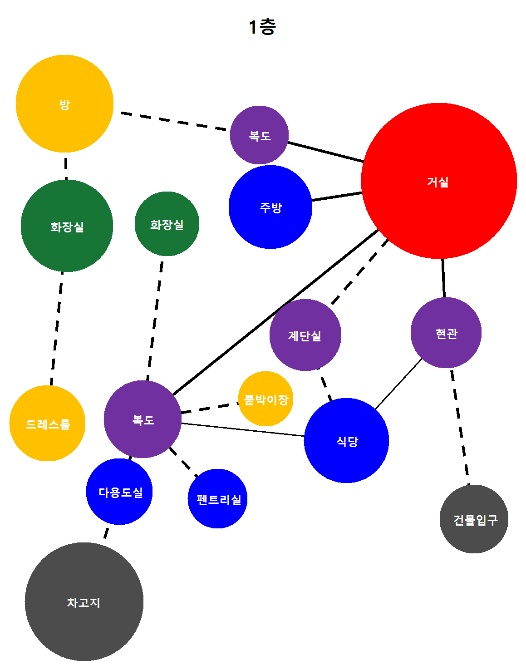 1층
방
복도
거실
주방
화장실
화장실
계단실
현관
붙박이장
드레스룸
복도
식당
다용도실
펜트리실
건물입구
차고지